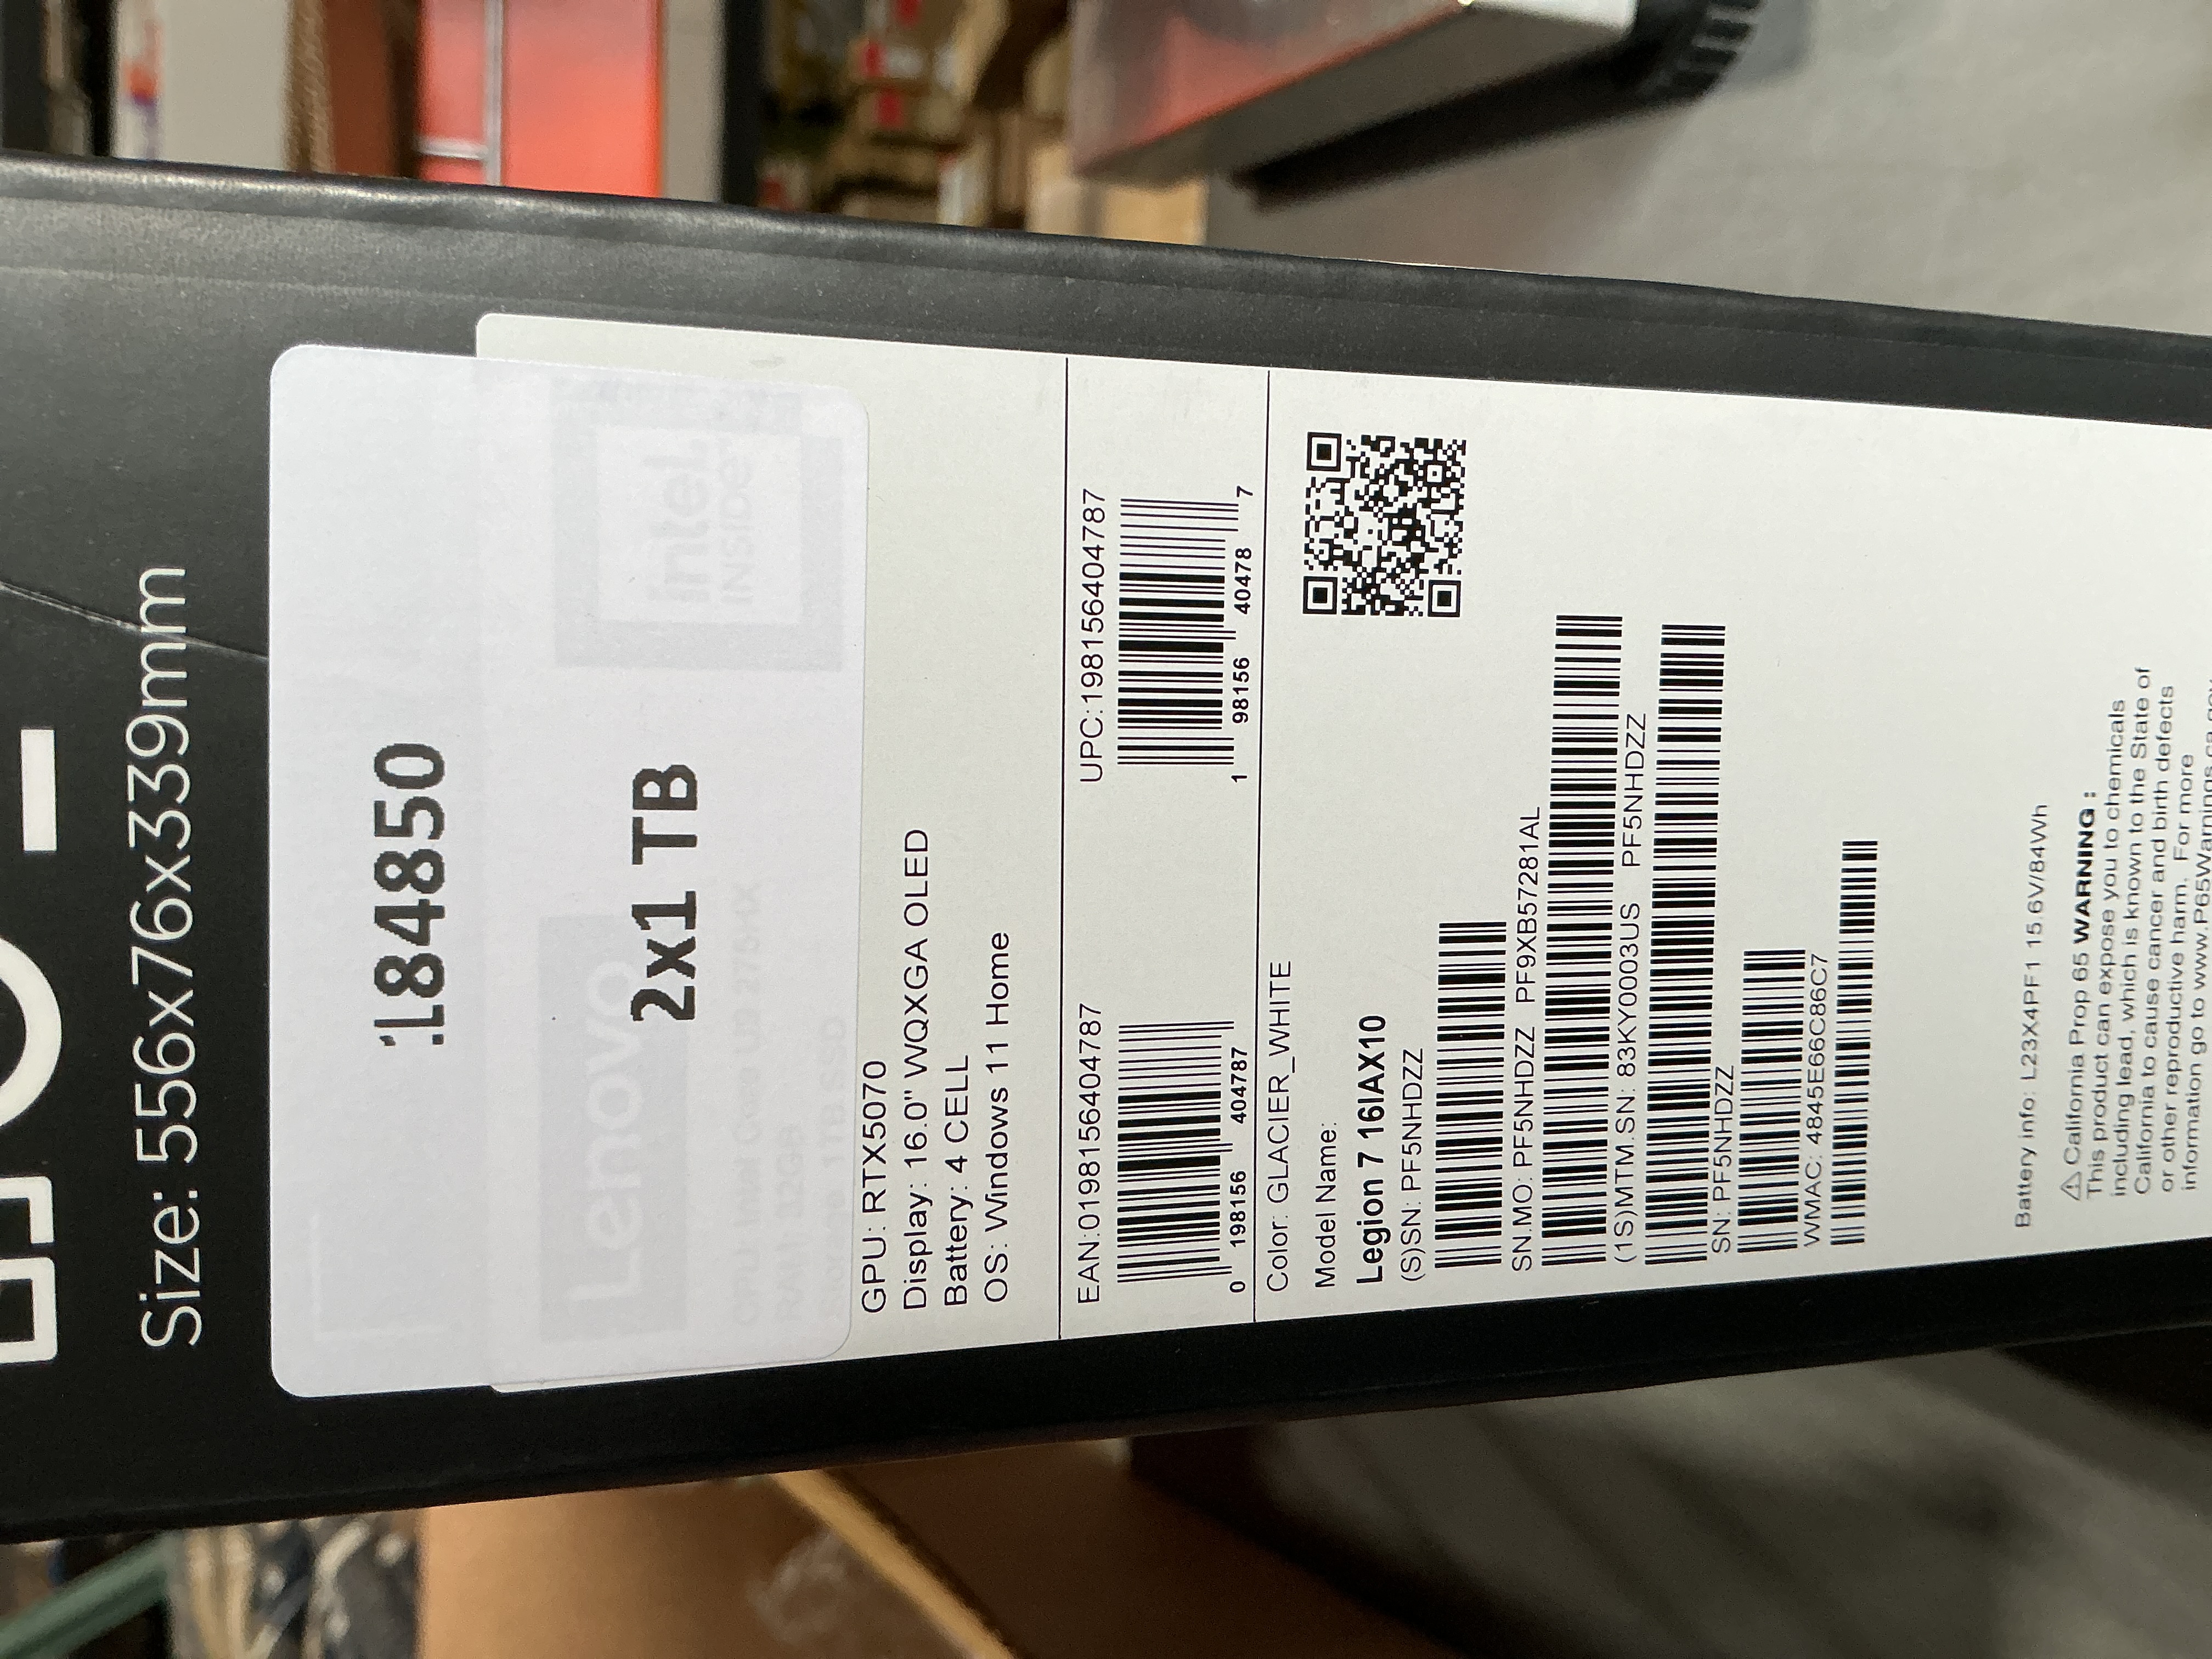 Size: 556x76x339mm
184850
2x1 TB
Lenovo
intel
INSIDE
GPU: RTX5070
Display: 16.0" WQXGA OLED
Battery: 4 CELL
OS: Windows 11 Home
EAN:0198156404787
UPC:198156404787
0 198156 404787
1 98156 40478 7
Color: GLACIER_WHITE
Model Name:
Legion 7 16IAX10
(S)SN: PF5NHDZZ
SN.MO: PF5NHDZZ PF9XB57281AL
(1S)MTM.SN: 83KY0003US PF5NHDZZ
SN: PF5NHDZZ
WMAC: 4845E66C86C7
Battery info: L23X4PF1 15.6V/84Wh
⚠ California Prop 65 WARNING :
This product can expose you to chemicals
including lead, which is known to the State of
California to cause cancer and birth defects
or other reproductive harm. For more
information go to www.P65Warnings.ca.gov